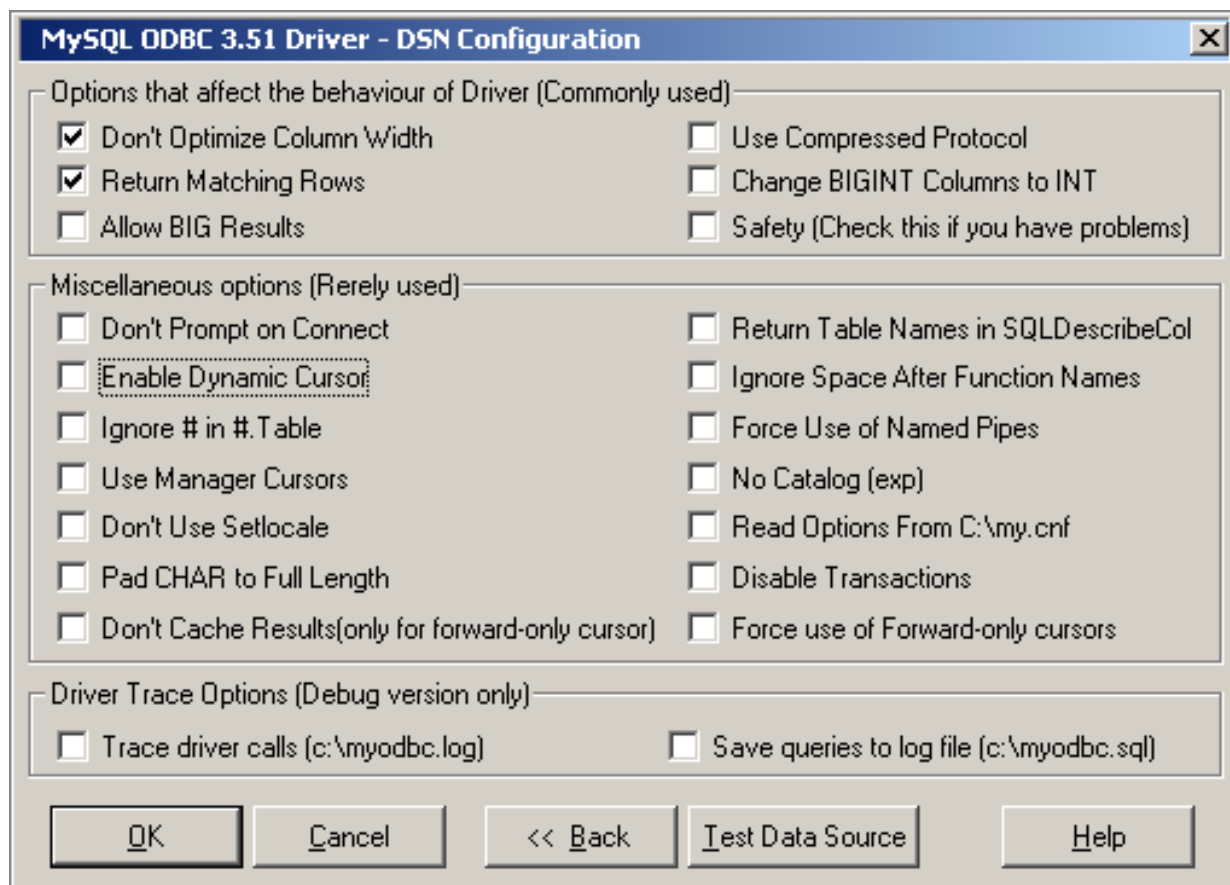 MySQL ODBC 3.51 Driver - DSN Configuration
Options that affect the behaviour of Driver (Commonly used)
Don't Optimize Column Width
Use Compressed Protocol
Return Matching Rows
Change BIGINT Columns to INT
Allow BIG Results
Safety (Check this if you have problems)
Miscellaneous options (Rerely used)
Don't Prompt on Connect
Return Table Names in SQLDescribeCol
Enable Dynamic Cursor
Ignore Space After Function Names
Ignore # in #.Table
Force Use of Named Pipes
Use Manager Cursors
No Catalog (exp)
Don't Use Setlocale
Read Options From C:\my.cnf
Pad CHAR to Full Length
Disable Transactions
Don't Cache Results(only for forward-only cursor)
Force use of Forward-only cursors
Driver Trace Options (Debug version only)
Trace driver calls (c:\myodbc.log)
Save queries to log file (c:\myodbc.sql)
OK
Cancel
<< Back
Test Data Source
Help